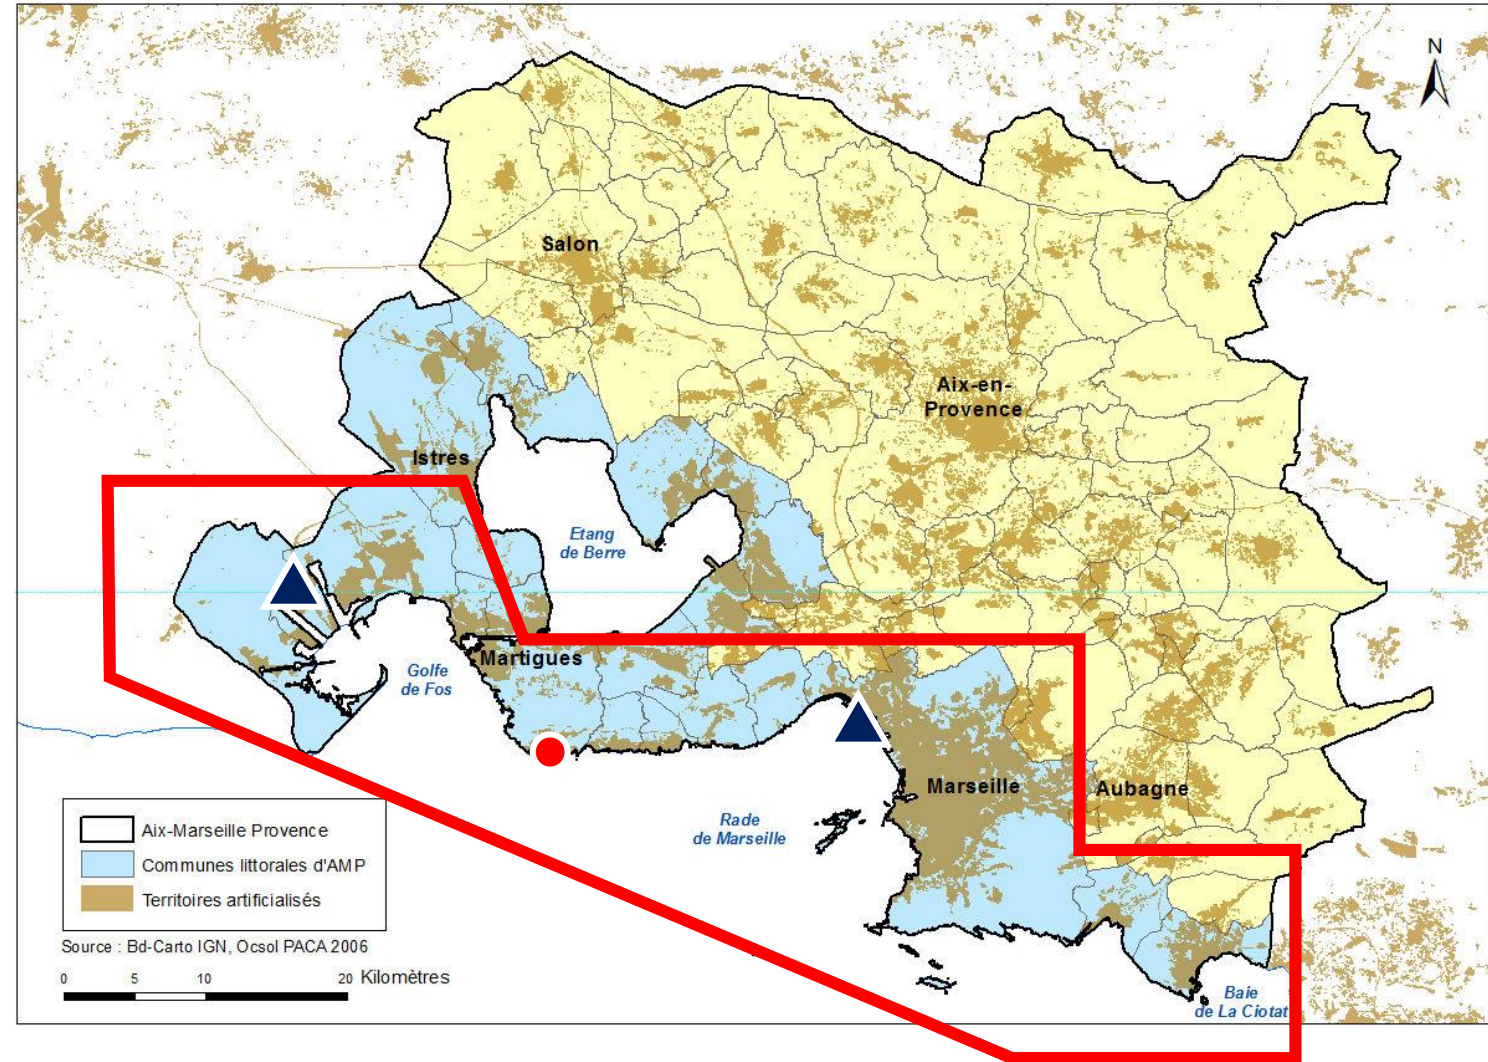 N
Salon
Aix-en-
Provence
Istres
Etang
de Berre
Martigues
Golfe
de Fos
Marseille
Aubagne
Rade
de Marseille
Aix-Marseille Provence
Communes littorales d'AMP
Territoires artificialisés
Source : Bd-Carto IGN, Ocsol PACA 2006
0 5 10 20 Kilomètres
Baie
de La Ciotat